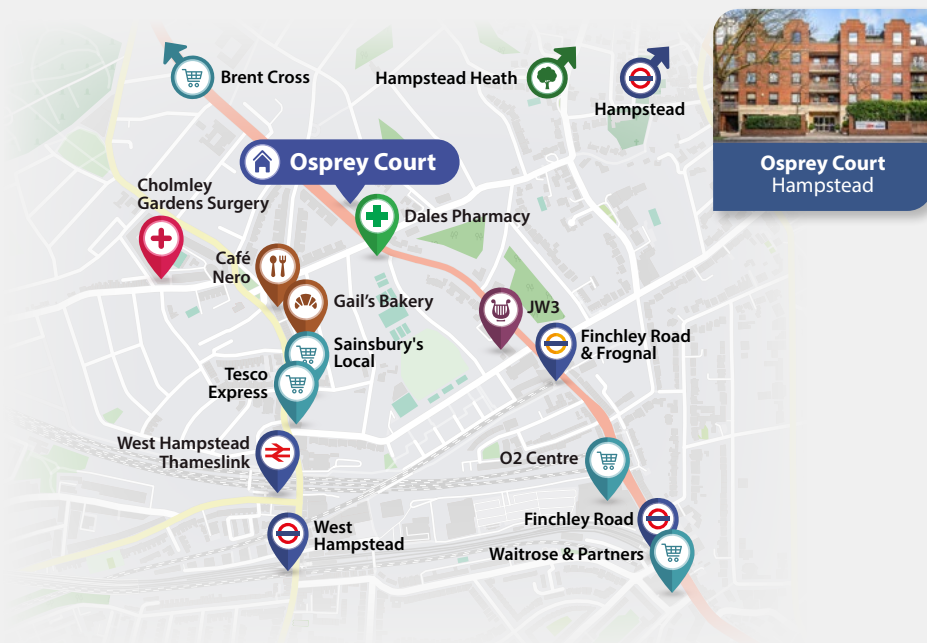 Brent Cross
Hampstead Heath
Hampstead
Osprey Court
Osprey Court
Hampstead
Cholmley
Gardens Surgery
Dales Pharmacy
Café
Nero
Gail's Bakery
JW3
Sainsbury's
Local
Finchley Road
& Frognal
Tesco
Express
West Hampstead
Thameslink
O2 Centre
West
Hampstead
Finchley Road
Waitrose & Partners